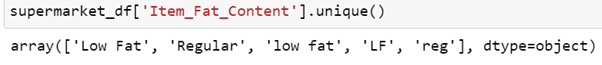 supermarket_df['Item_Fat_Content'].unique()
array(['Low Fat', 'Regular', 'low fat', 'LF', 'reg'], dtype=object)